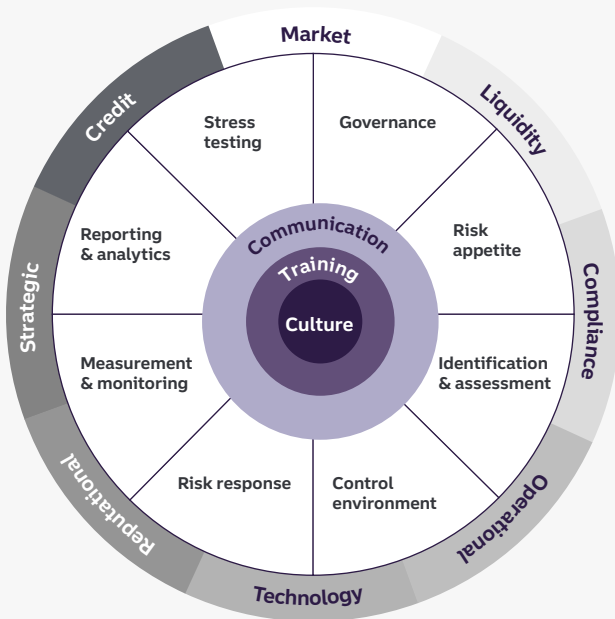 Market
Liquidity
Compliance
Operational
Technology
Reputational
Strategic
Credit
Stress
testing
Governance
Risk
appetite
Identification
& assessment
Control
environment
Risk response
Measurement
& monitoring
Reporting
& analytics
Communication
Training
Culture